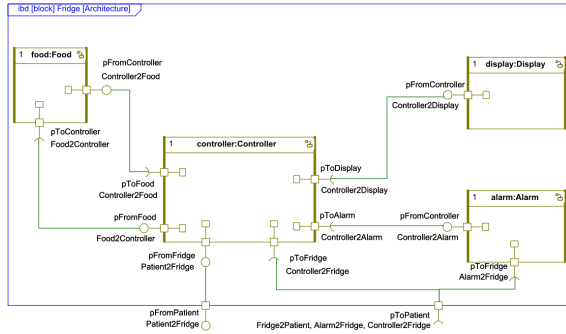 ibd [block] Fridge [Architecture]
1 food:Food
pFromController
Controller2Food
1 display:Display
pFromController
Controller2Display
pToController
Food2Controller
1 controller:Controller
pToFood
Controller2Food
pToDisplay
Controller2Display
1 alarm:Alarm
pFromFood
Food2Controller
pToAlarm
Controller2Alarm
pFromController
Controller2Alarm
pFromFridge
Patient2Fridge
pToFridge
Controller2Fridge
pToFridge
Alarm2Fridge
pFromPatient
Patient2Fridge
pToPatient
Fridge2Patient, Alarm2Fridge, Controller2Fridge